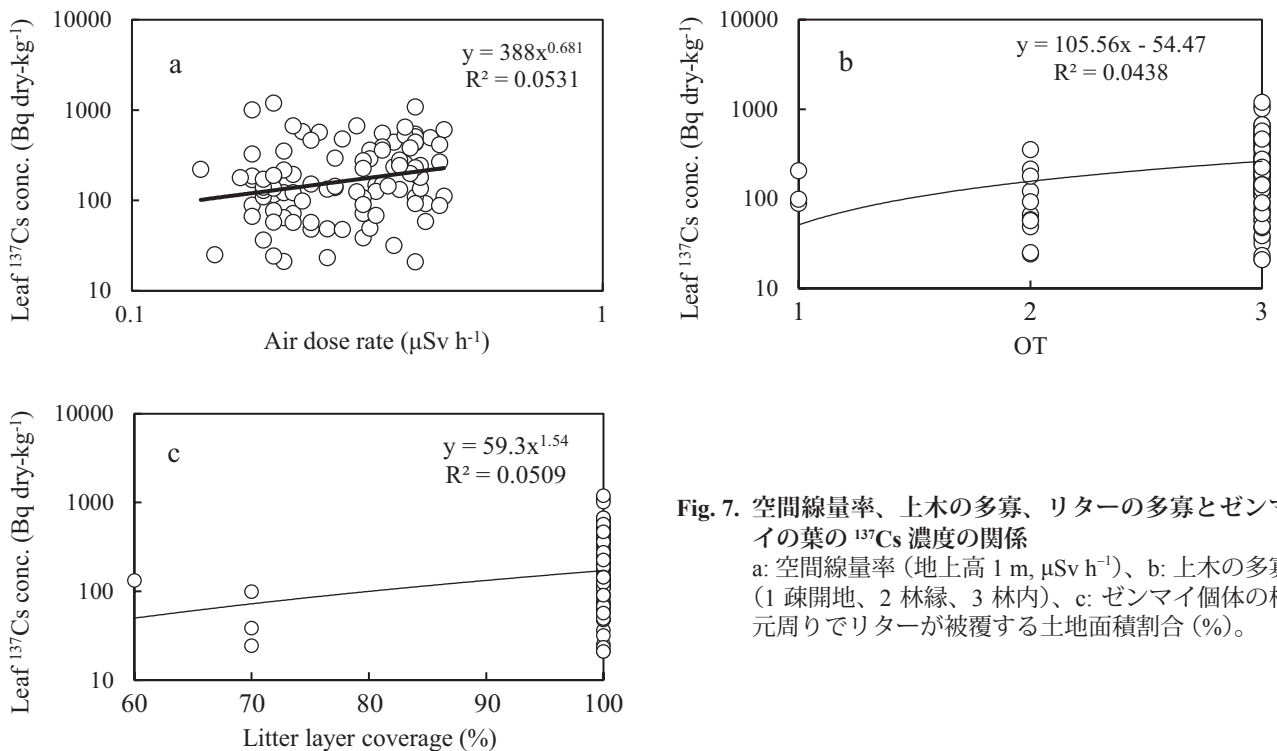 10000
1000
100
10
0.1
1
Leaf ¹³⁷Cs conc. (Bq dry-kg⁻¹)
a
y = 388x⁰·⁶⁸¹
R² = 0.0531
Air dose rate (μSv h⁻¹)
10000
1000
100
10
1
2
3
Leaf ¹³⁷Cs conc. (Bq dry-kg⁻¹)
b
y = 105.56x - 54.47
R² = 0.0438
OT
10000
1000
100
10
60
70
80
90
100
Leaf ¹³⁷Cs conc. (Bq dry-kg⁻¹)
c
y = 59.3x¹·⁵⁴
R² = 0.0509
Litter layer coverage (%)
Fig. 7. 空間線量率、上木の多寡、リターの多寡とゼンマ
イの葉の ¹³⁷Cs 濃度の関係
a: 空間線量率（地上高 1 m, μSv h⁻¹）、b: 上木の多寡
（1 疎開地、2 林縁、3 林内）、c: ゼンマイ個体の
元周りでリターが被覆する土地面積割合（%）。